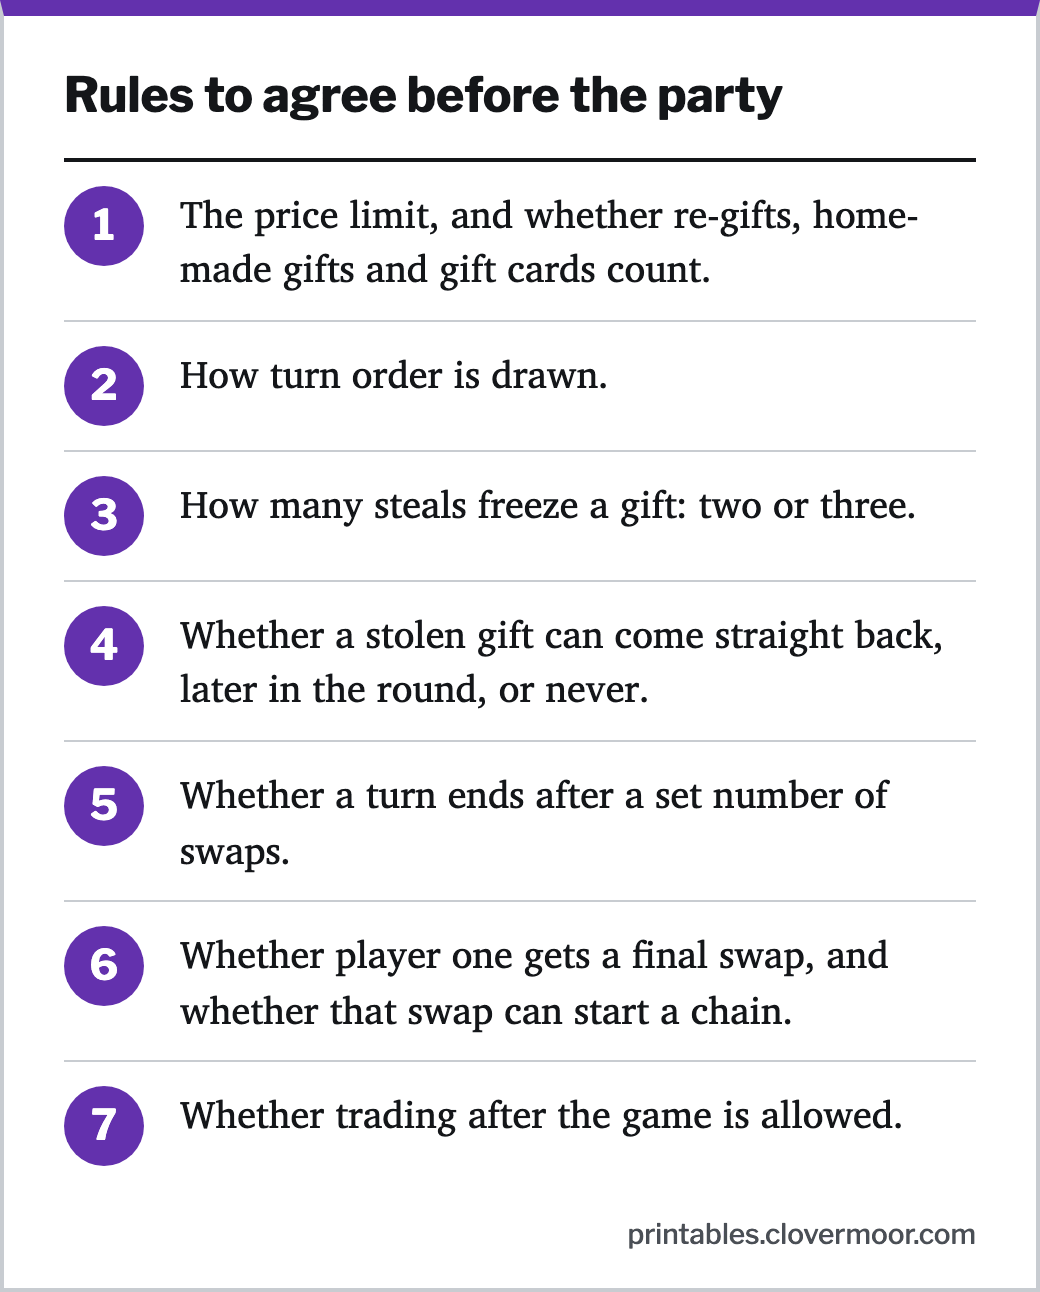 Rules to agree before the party
1
The price limit, and whether re-gifts, home-
made gifts and gift cards count.
2
How turn order is drawn.
3
How many steals freeze a gift: two or three.
4
Whether a stolen gift can come straight back,
later in the round, or never.
5
Whether a turn ends after a set number of
swaps.
6
Whether player one gets a final swap, and
whether that swap can start a chain.
7
Whether trading after the game is allowed.
printables.clovermoor.com